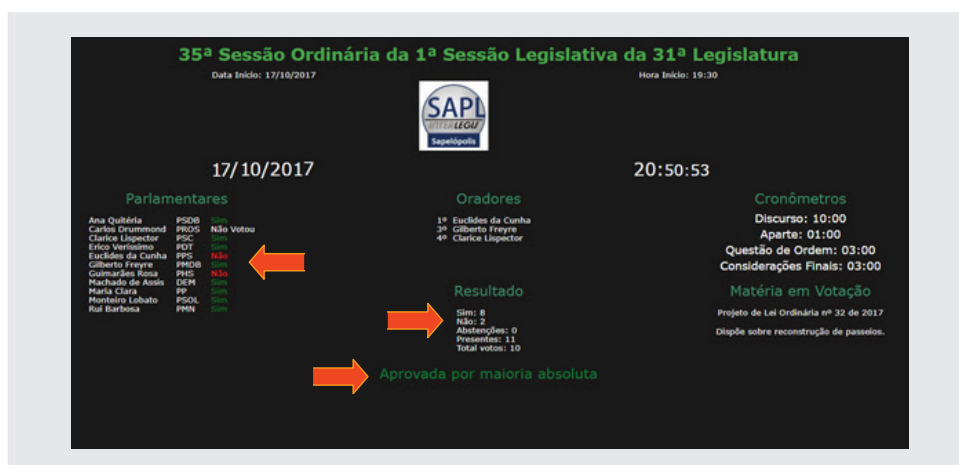 35ª Sessão Ordinária da 1ª Sessão Legislativa da 31ª Legislatura
Data Início: 17/10/2017
Hora Início: 19:30
SAPL
INTERLEGIS
Sapelópolis
17/10/2017
20:50:53
Parlamentares
Ana Quitéria PSDB Sim
Carlos Drummond PROS Não Votou
Clarice Lispector PSC Sim
Erico Veríssimo PDT Sim
Euclides da Cunha PPS Não
Gilberto Freyre PMDB Sim
Guimarães Rosa PHS Não
Machado de Assis DEM Sim
Maria Clara PP Sim
Monteiro Lobato PSOL Sim
Rui Barbosa PMN Sim
Oradores
1º Euclides da Cunha
3º Gilberto Freyre
4º Clarice Lispector
Resultado
Sim: 8
Não: 2
Abstenções: 0
Presentes: 11
Total votos: 10
Aprovada por maioria absoluta
Cronômetros
Discurso: 10:00
Aparte: 01:00
Questão de Ordem: 03:00
Considerações Finais: 03:00
Matéria em Votação
Projeto de Lei Ordinária nº 32 de 2017
Dispõe sobre reconstrução de passeios.